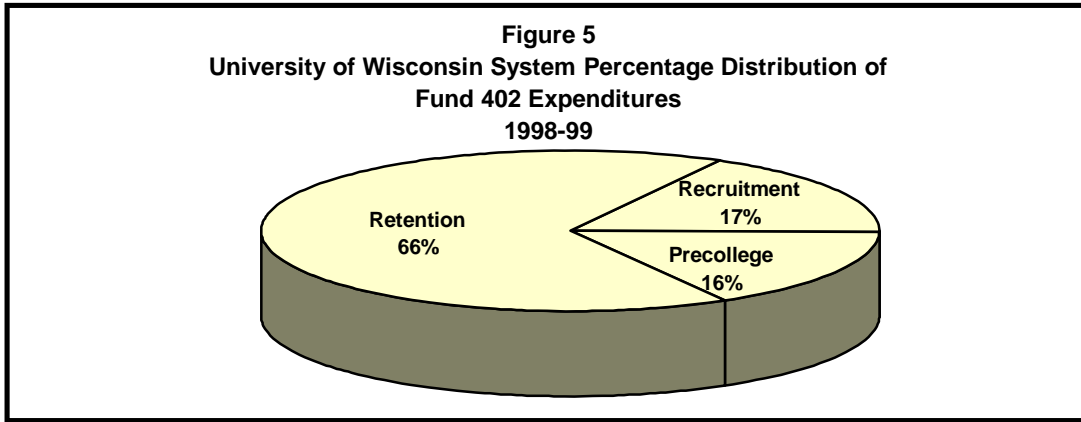 Figure 5
University of Wisconsin System Percentage Distribution of
Fund 402 Expenditures
1998-99
Recruitment
17%
Retention
66%
Precollege
16%